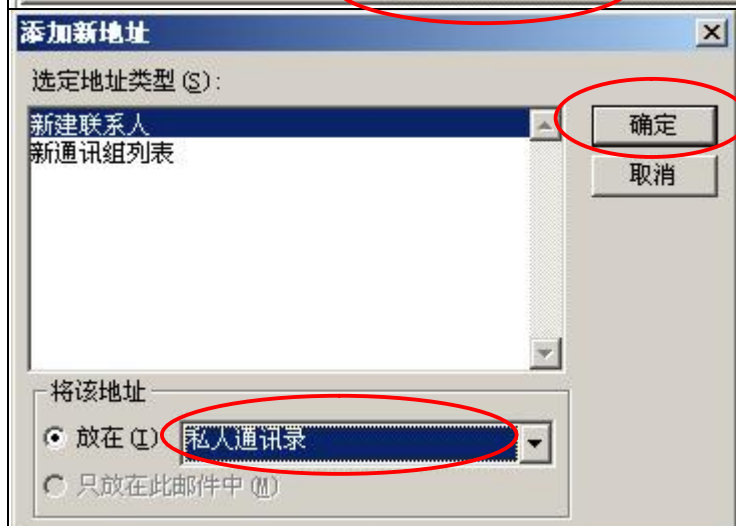 添加新地址
选定地址类型(S):
新建联系人
新通讯组列表
确定
取消
将该地址
放在(I) 私人通讯录
只放在此邮件中(M)